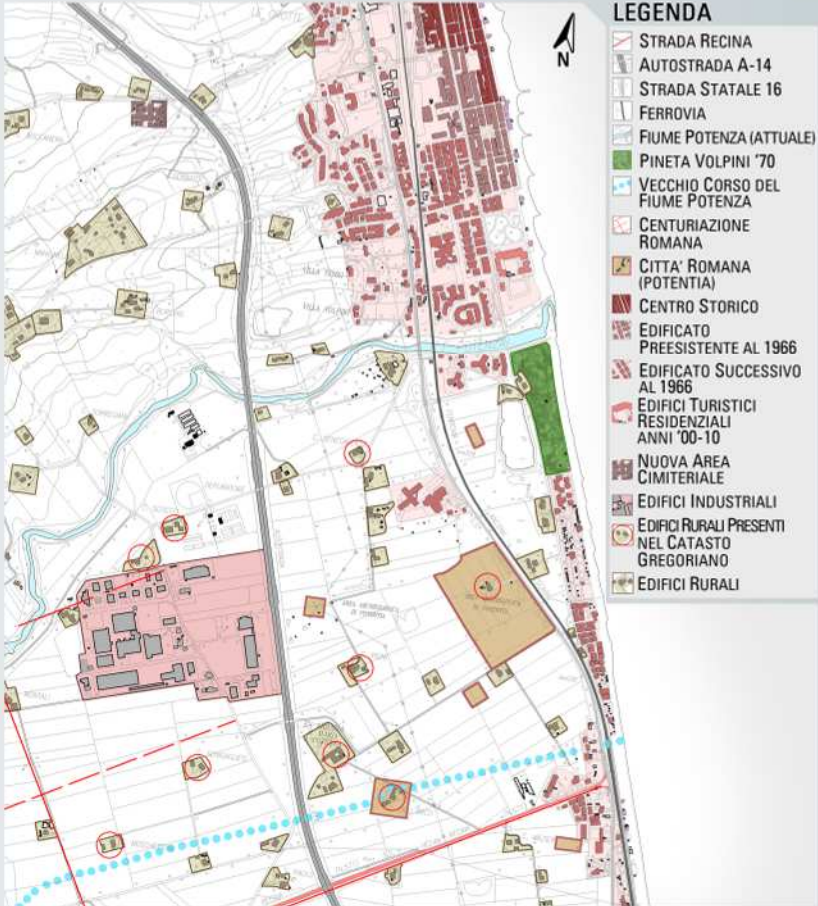 N
LEGENDA
STRADA RECINA
AUTOSTRADA A-14
STRADA STATALE 16
FERROVIA
FIUME POTENZA (ATTUALE)
PINETA VOLPINI '70
VECCHIO CORSO DEL
FIUME POTENZA
CENTURIAZIONE
ROMANA
CITTA' ROMANA
(POTENTIA)
CENTRO STORICO
EDIFICATO
PREESISTENTE AL 1966
EDIFICATO SUCCESSIVO
AL 1966
EDIFICI TURISTICI
RESIDENZIALI
ANNI '00-10
NUOVA AREA
CIMITERIALE
EDIFICI INDUSTRIALI
EDIFICI RURALI PRESENTI
NEL CATASTO
GREGORIANO
EDIFICI RURALI